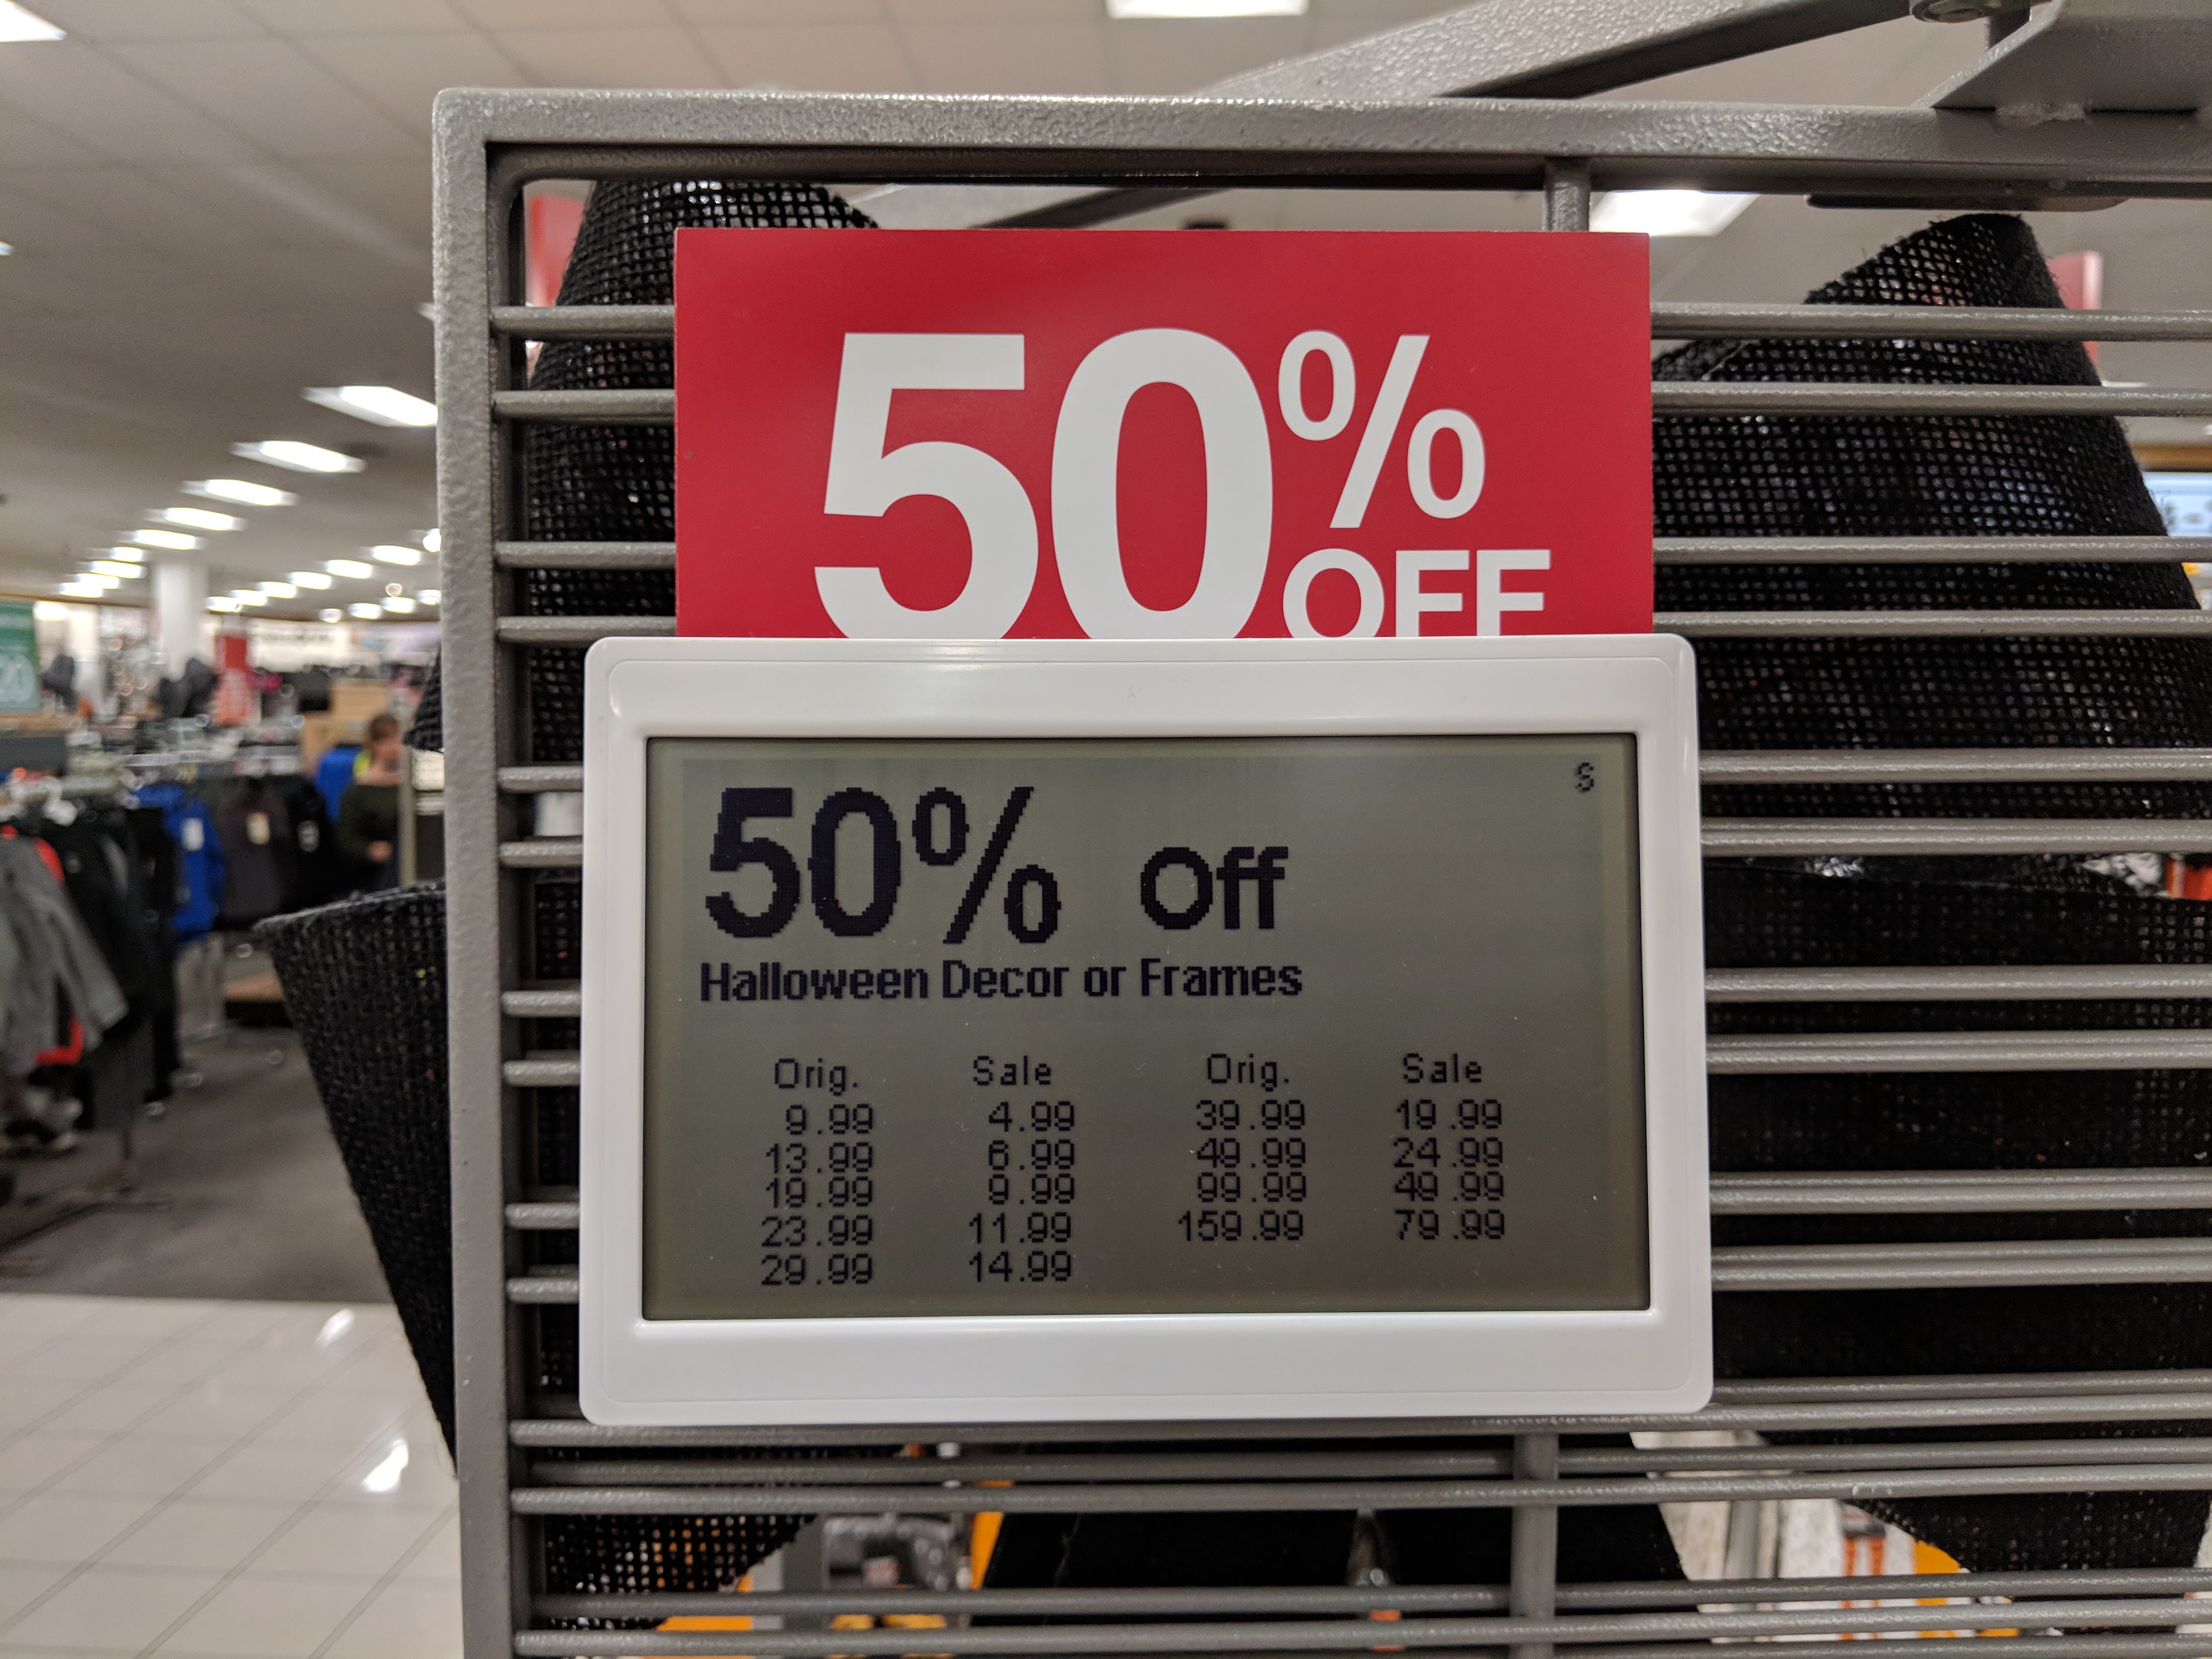 50%
OFF
S
50% Off
Halloween Decor or Frames
Orig. Sale Orig. Sale
9.99 4.99 39.99 19.99
13.99 6.99 49.99 24.99
19.99 9.99 99.99 49.99
23.99 11.99 159.99 79.99
29.99 14.99
20